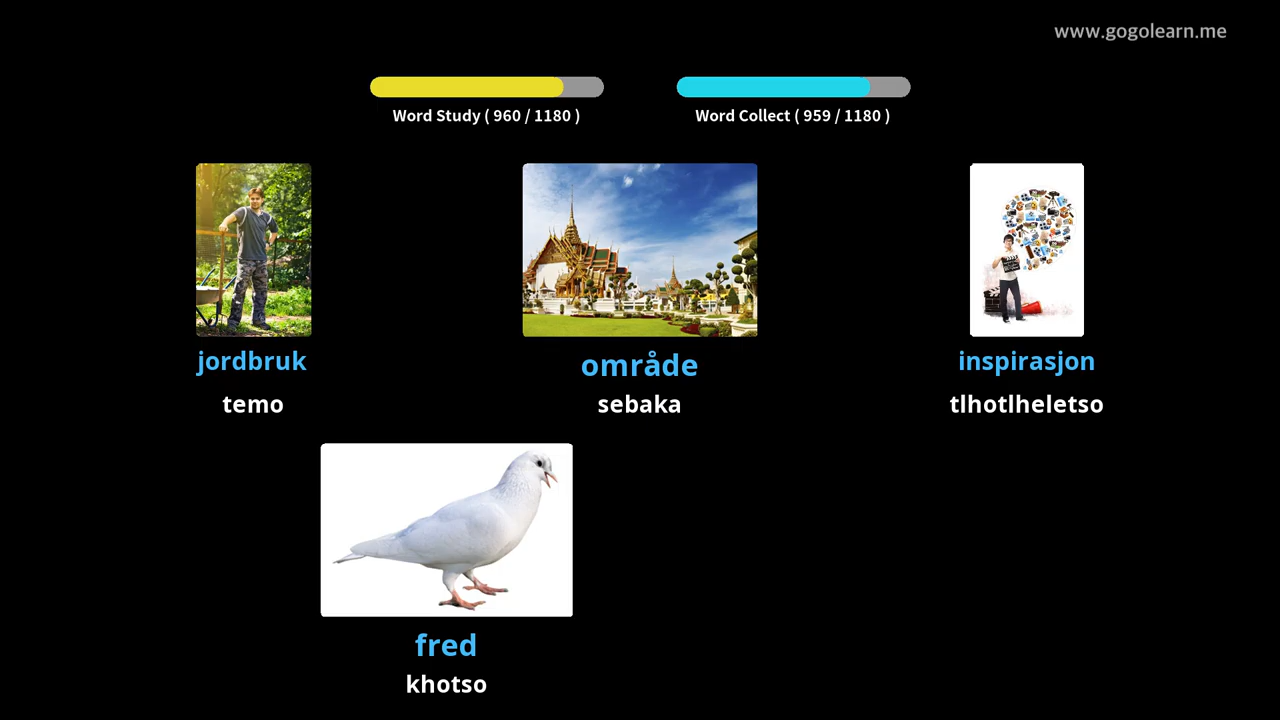 www.gogolearn.me
Word Study ( 960 / 1180 )
Word Collect ( 959 / 1180 )
jordbruk
temo
område
sebaka
inspirasjon
tlhotlheletso
fred
khotso